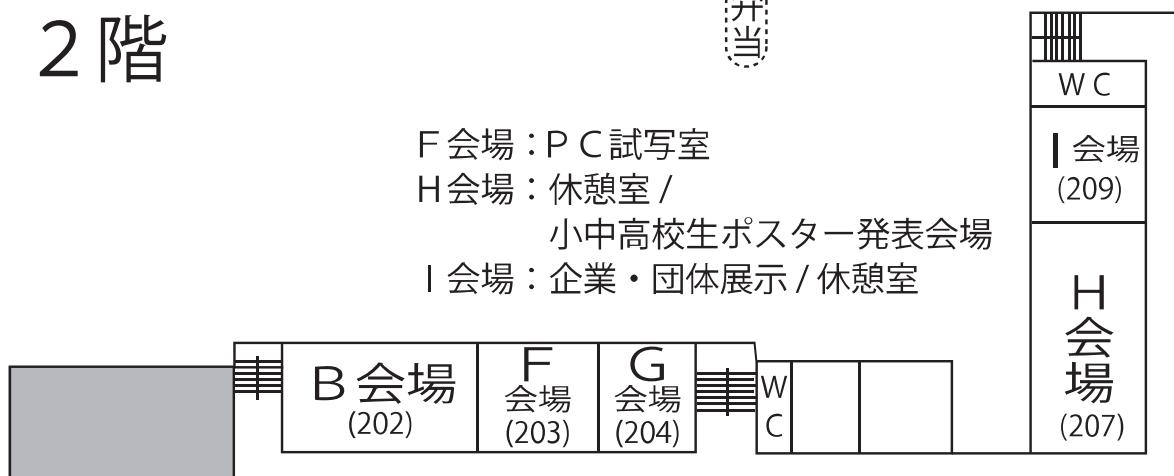 ２階
弁当
ＷＣ
Ｉ会場
(209)
Ｆ会場：ＰＣ試写室
Ｈ会場：休憩室 /
小中高校生ポスター発表会場
Ｉ会場：企業・団体展示 / 休憩室
Ｈ
会
場
(207)
Ｂ会場
(202)
Ｆ
会場
(203)
Ｇ
会場
(204)
Ｗ
Ｃ